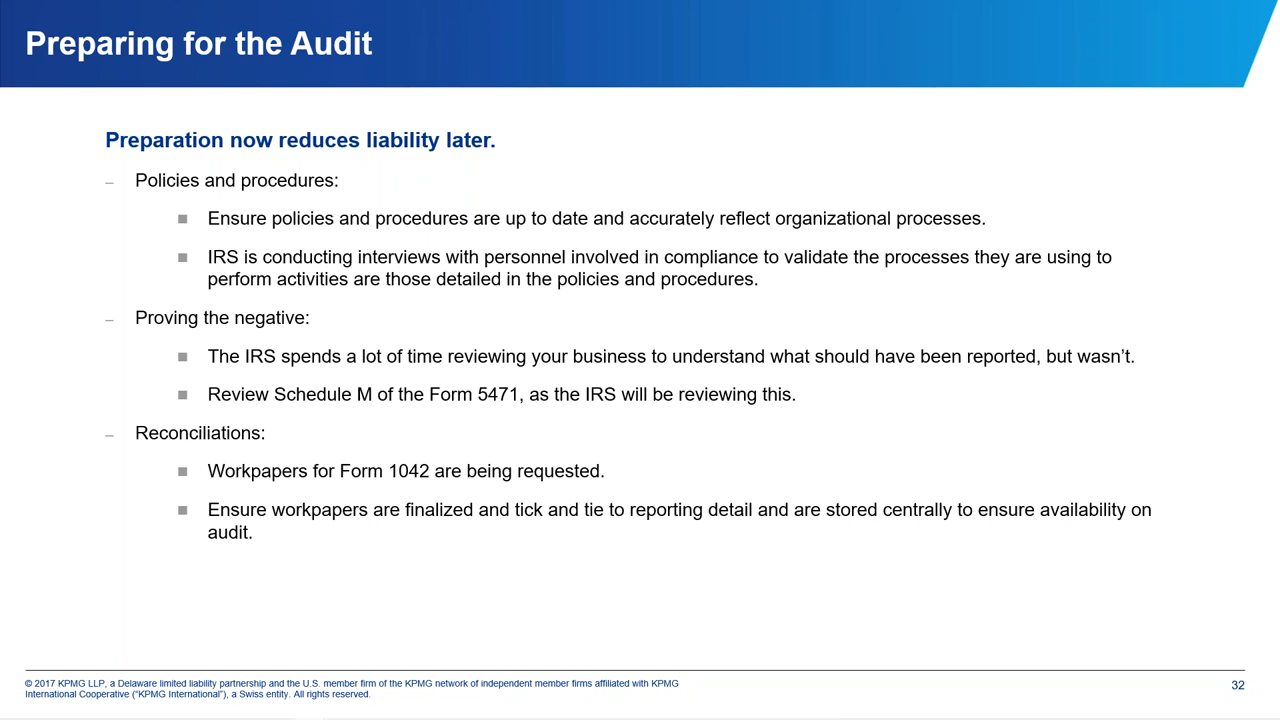 Preparing for the Audit
Preparation now reduces liability later.
– Policies and procedures:
■ Ensure policies and procedures are up to date and accurately reflect organizational processes.
■ IRS is conducting interviews with personnel involved in compliance to validate the processes they are using to
perform activities are those detailed in the policies and procedures.
– Proving the negative:
■ The IRS spends a lot of time reviewing your business to understand what should have been reported, but wasn’t.
■ Review Schedule M of the Form 5471, as the IRS will be reviewing this.
– Reconciliations:
■ Workpapers for Form 1042 are being requested.
■ Ensure workpapers are finalized and tick and tie to reporting detail and are stored centrally to ensure availability on
audit.
© 2017 KPMG LLP, a Delaware limited liability partnership and the U.S. member firm of the KPMG network of independent member firms affiliated with KPMG
International Cooperative (“KPMG International”), a Swiss entity. All rights reserved.
32